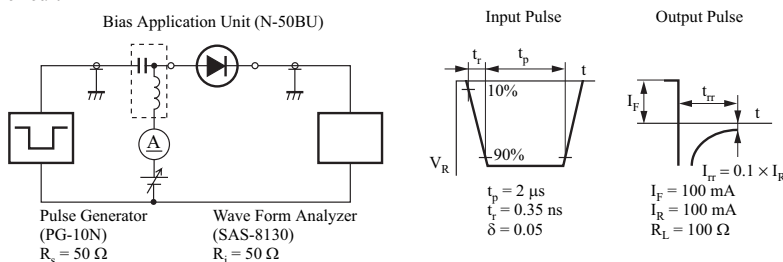 Bias Application Unit (N-50BU)
A
Pulse Generator
(PG-10N)
Rs = 50 Ω
Wave Form Analyzer
(SAS-8130)
Ri = 50 Ω
Input Pulse
tr
tp
t
10%
90%
VR
tp = 2 μs
tr = 0.35 ns
δ = 0.05
Output Pulse
IF
trr
t
Irr = 0.1 × IR
IF = 100 mA
IR = 100 mA
RL = 100 Ω